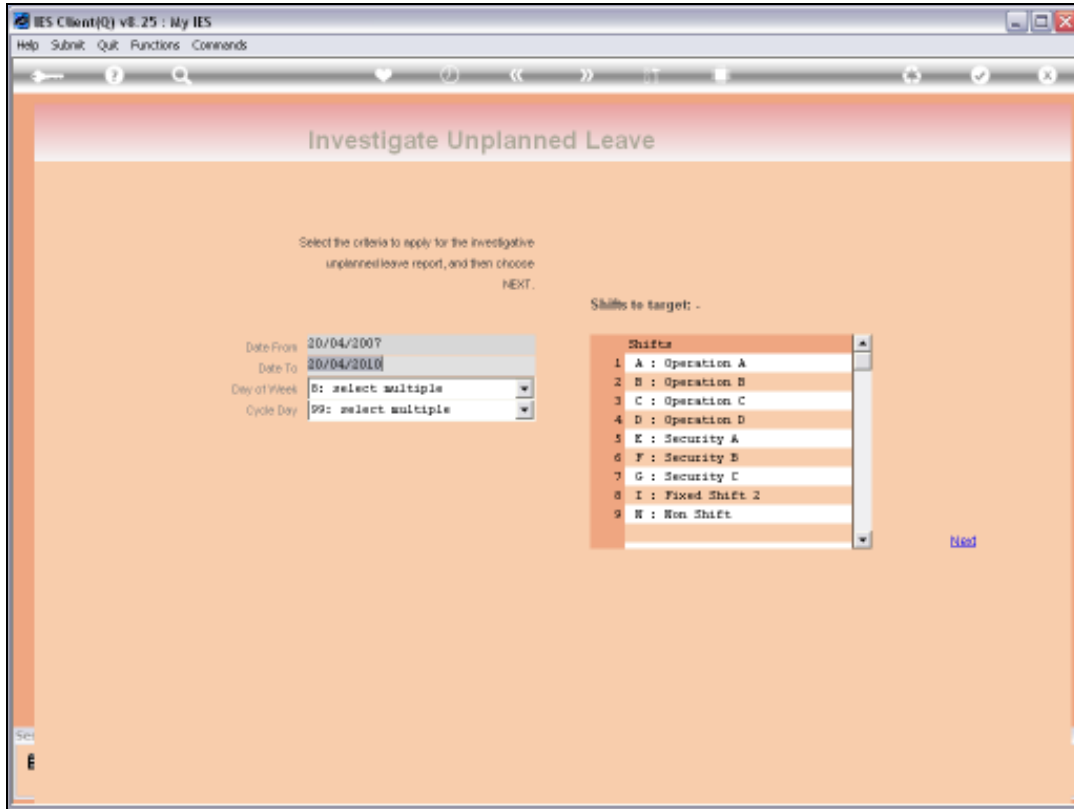 IES Client(Q) v8.25 : My IES
Help Submit Quit Functions Commands
Investigate Unplanned Leave
Select the criteria to apply for the investigative
unplanned leave report, and then choose
NEXT.
Shifts to target: -
Date From 20/04/2007
Date To 20/04/2010
Day of Week 8: select multiple
Cycle Day 99: select multiple
Shifts
1 A : Operation A
2 B : Operation B
3 C : Operation C
4 D : Operation D
5 E : Security A
6 F : Security B
7 G : Security C
8 I : Fixed Shift 2
9 N : Non Shift
Next
Ses